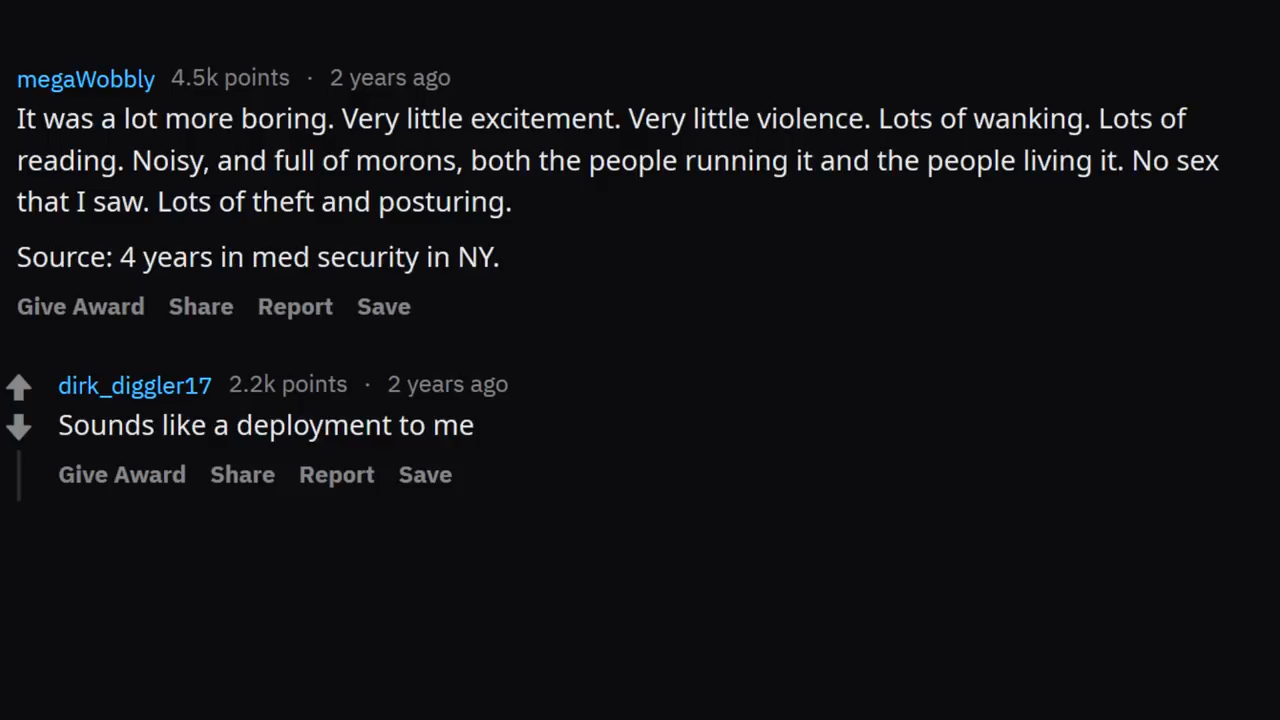 megaWobbly 4.5k points · 2 years ago
It was a lot more boring. Very little excitement. Very little violence. Lots of wanking. Lots of
reading. Noisy, and full of morons, both the people running it and the people living it. No sex
that I saw. Lots of theft and posturing.
Source: 4 years in med security in NY.
Give Award Share Report Save
dirk_diggler17 2.2k points · 2 years ago
Sounds like a deployment to me
Give Award Share Report Save